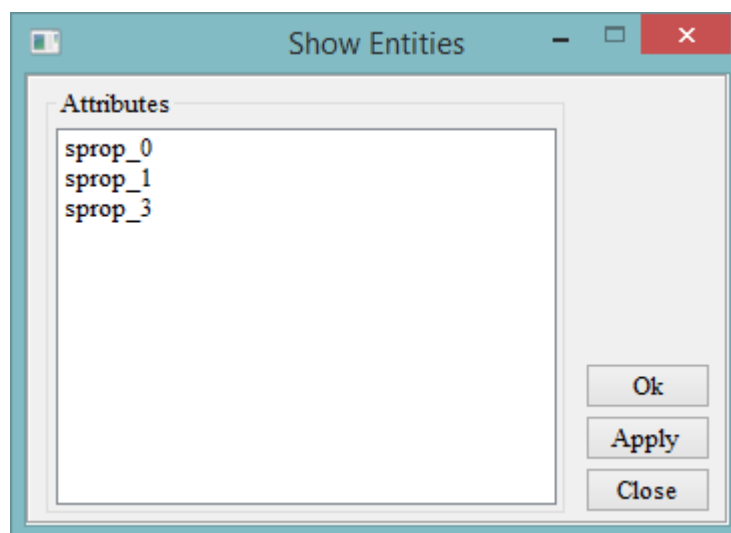 Show Entities
Attributes
sprop_0
sprop_1
sprop_3
Ok
Apply
Close